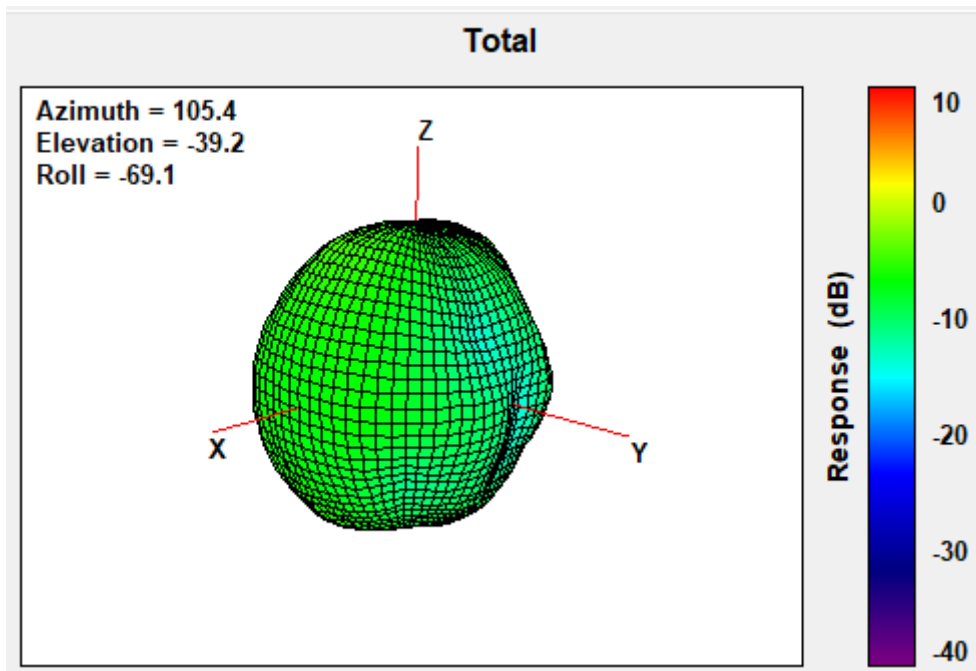 Total
Azimuth = 105.4
Elevation = -39.2
Roll = -69.1
Z
X
Y
10
0
-10
-20
-30
-40
Response (dB)